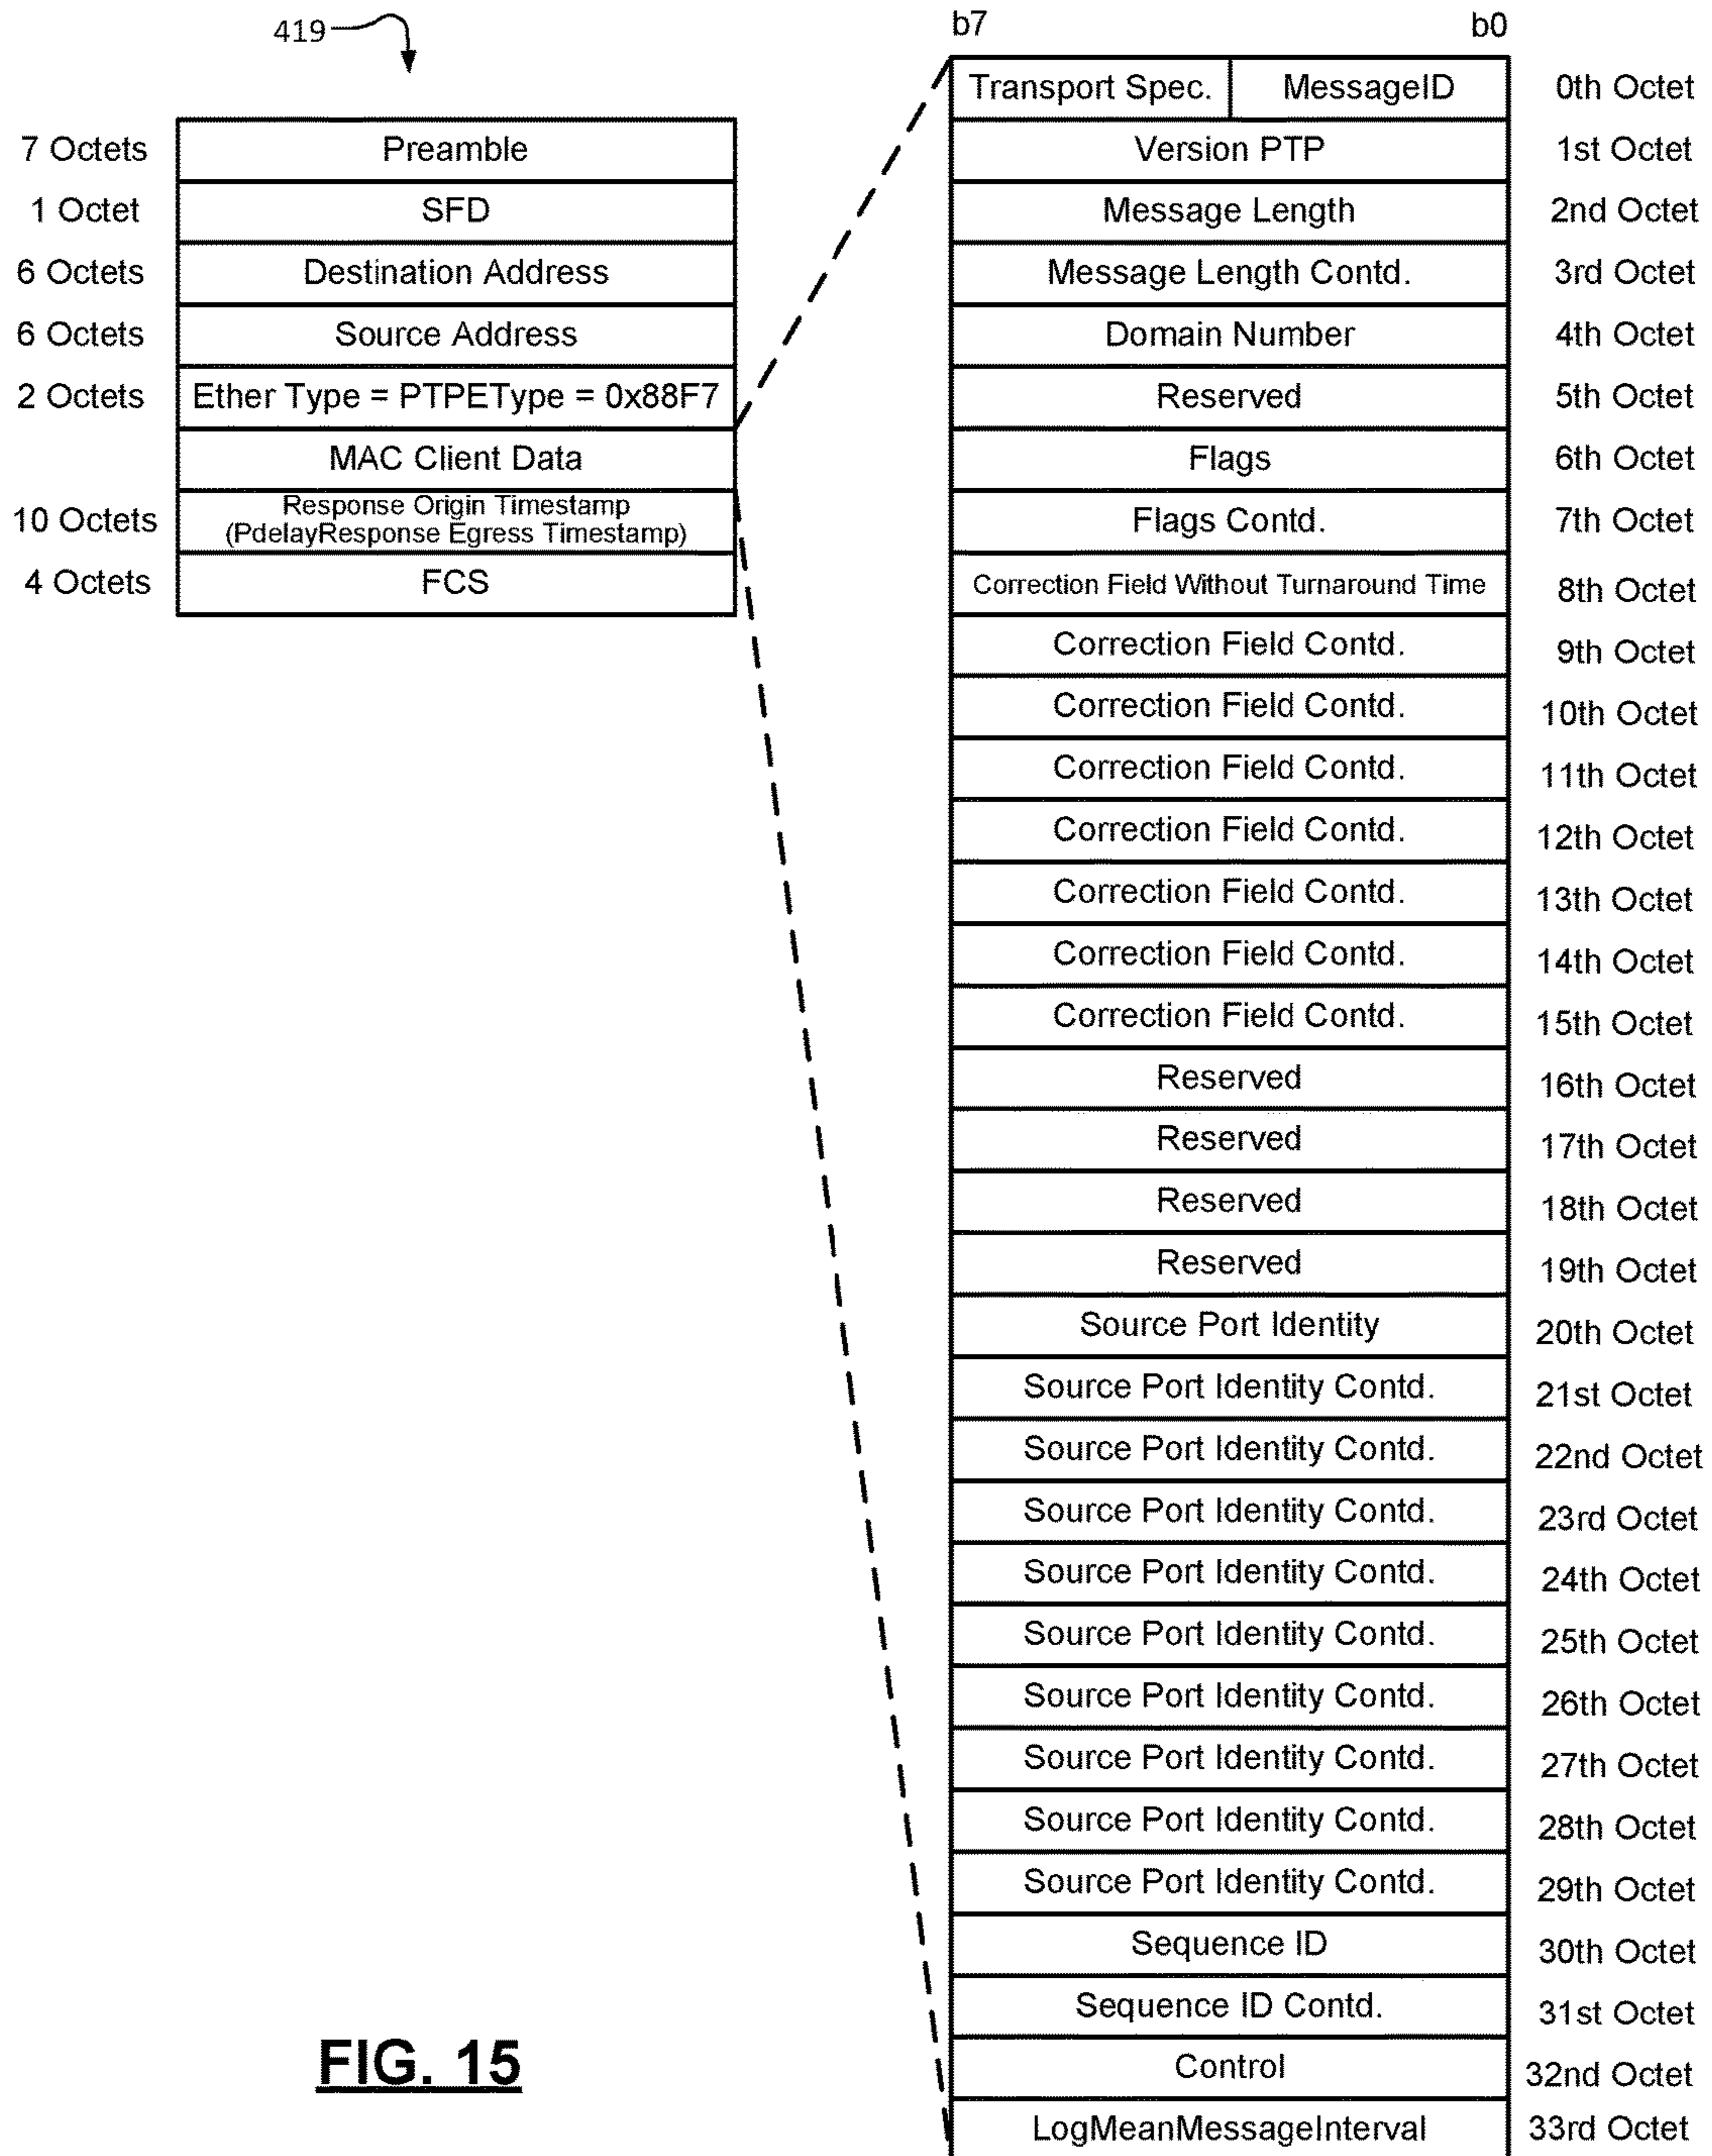 419
7 Octets Preamble
1 Octet SFD
6 Octets Destination Address
6 Octets Source Address
2 Octets Ether Type = PTPEType = 0x88F7
MAC Client Data
10 Octets Response Origin Timestamp
(PdelayResponse Egress Timestamp)
4 Octets FCS
b7 b0
Transport Spec. MessageID 0th Octet
Version PTP 1st Octet
Message Length 2nd Octet
Message Length Contd. 3rd Octet
Domain Number 4th Octet
Reserved 5th Octet
Flags 6th Octet
Flags Contd. 7th Octet
Correction Field Without Turnaround Time 8th Octet
Correction Field Contd. 9th Octet
Correction Field Contd. 10th Octet
Correction Field Contd. 11th Octet
Correction Field Contd. 12th Octet
Correction Field Contd. 13th Octet
Correction Field Contd. 14th Octet
Correction Field Contd. 15th Octet
Reserved 16th Octet
Reserved 17th Octet
Reserved 18th Octet
Reserved 19th Octet
Source Port Identity 20th Octet
Source Port Identity Contd. 21st Octet
Source Port Identity Contd. 22nd Octet
Source Port Identity Contd. 23rd Octet
Source Port Identity Contd. 24th Octet
Source Port Identity Contd. 25th Octet
Source Port Identity Contd. 26th Octet
Source Port Identity Contd. 27th Octet
Source Port Identity Contd. 28th Octet
Source Port Identity Contd. 29th Octet
Sequence ID 30th Octet
Sequence ID Contd. 31st Octet
Control 32nd Octet
LogMeanMessageInterval 33rd Octet
FIG. 15